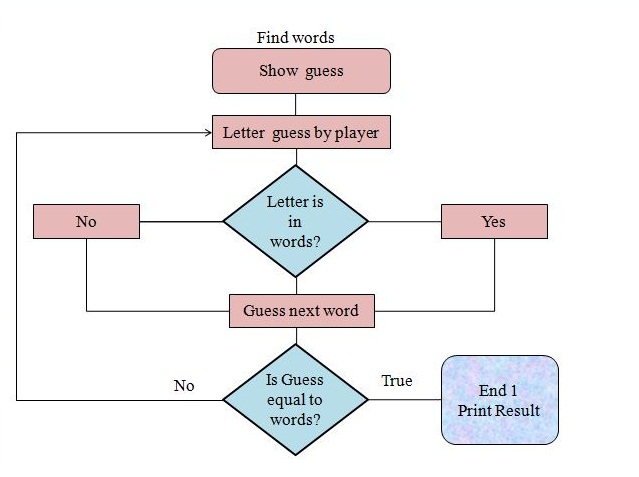 Find words
Show guess
Letter guess by player
Letter is
in
words?
No
Yes
Guess next word
Is Guess
equal to
words?
No
True
End 1
Print Result